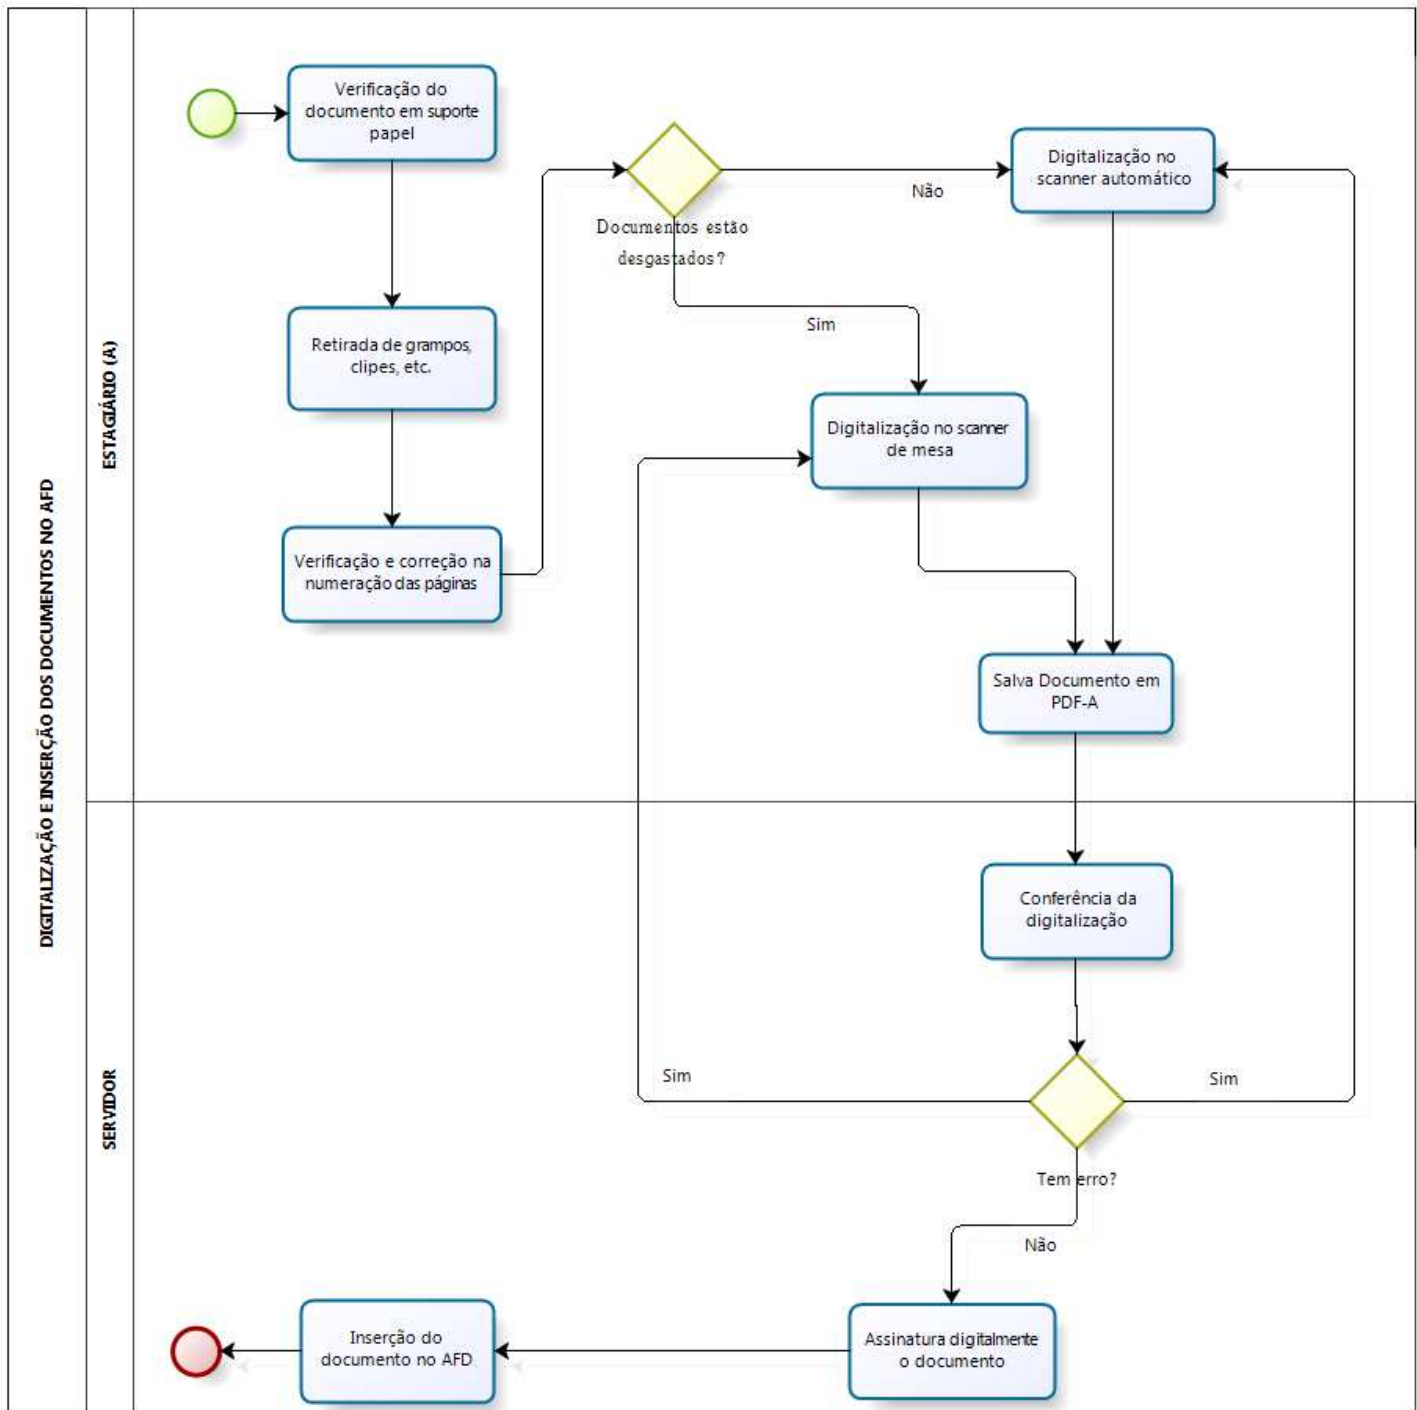 DIGITALIZAÇÃO E INSERÇÃO DOS DOCUMENTOS NO AFD
ESTAGIÁRIO (A)
Verificação do
documento em suporte
papel
Retirada de grampos,
clipes, etc.
Verificação e correção na
numeração das páginas
Documentos estão
desgastados?
Não
Sim
Digitalização no
scanner automático
Digitalização no scanner
de mesa
Salva Documento em
PDF-A
SERVIDOR
Conferência da
digitalização
Sim
Sim
Tem erro?
Não
Assinatura digitalmente
o documento
Inserção do
documento no AFD